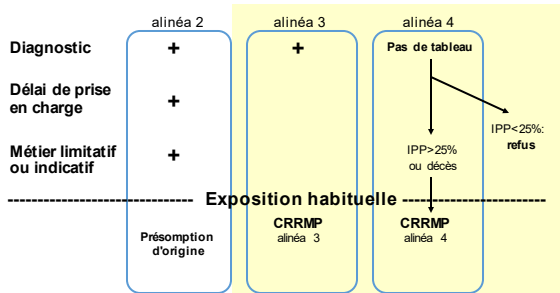 alinéa 2 alinéa 3 alinéa 4
Diagnostic + + Pas de tableau
Délai de prise
en charge +
IPP<25%:
refus
Métier limitatif
ou indicatif +
IPP>25%
ou décès
Exposition habituelle
Présomption
d'origine
CRRMP
alinéa 3
CRRMP
alinéa 4